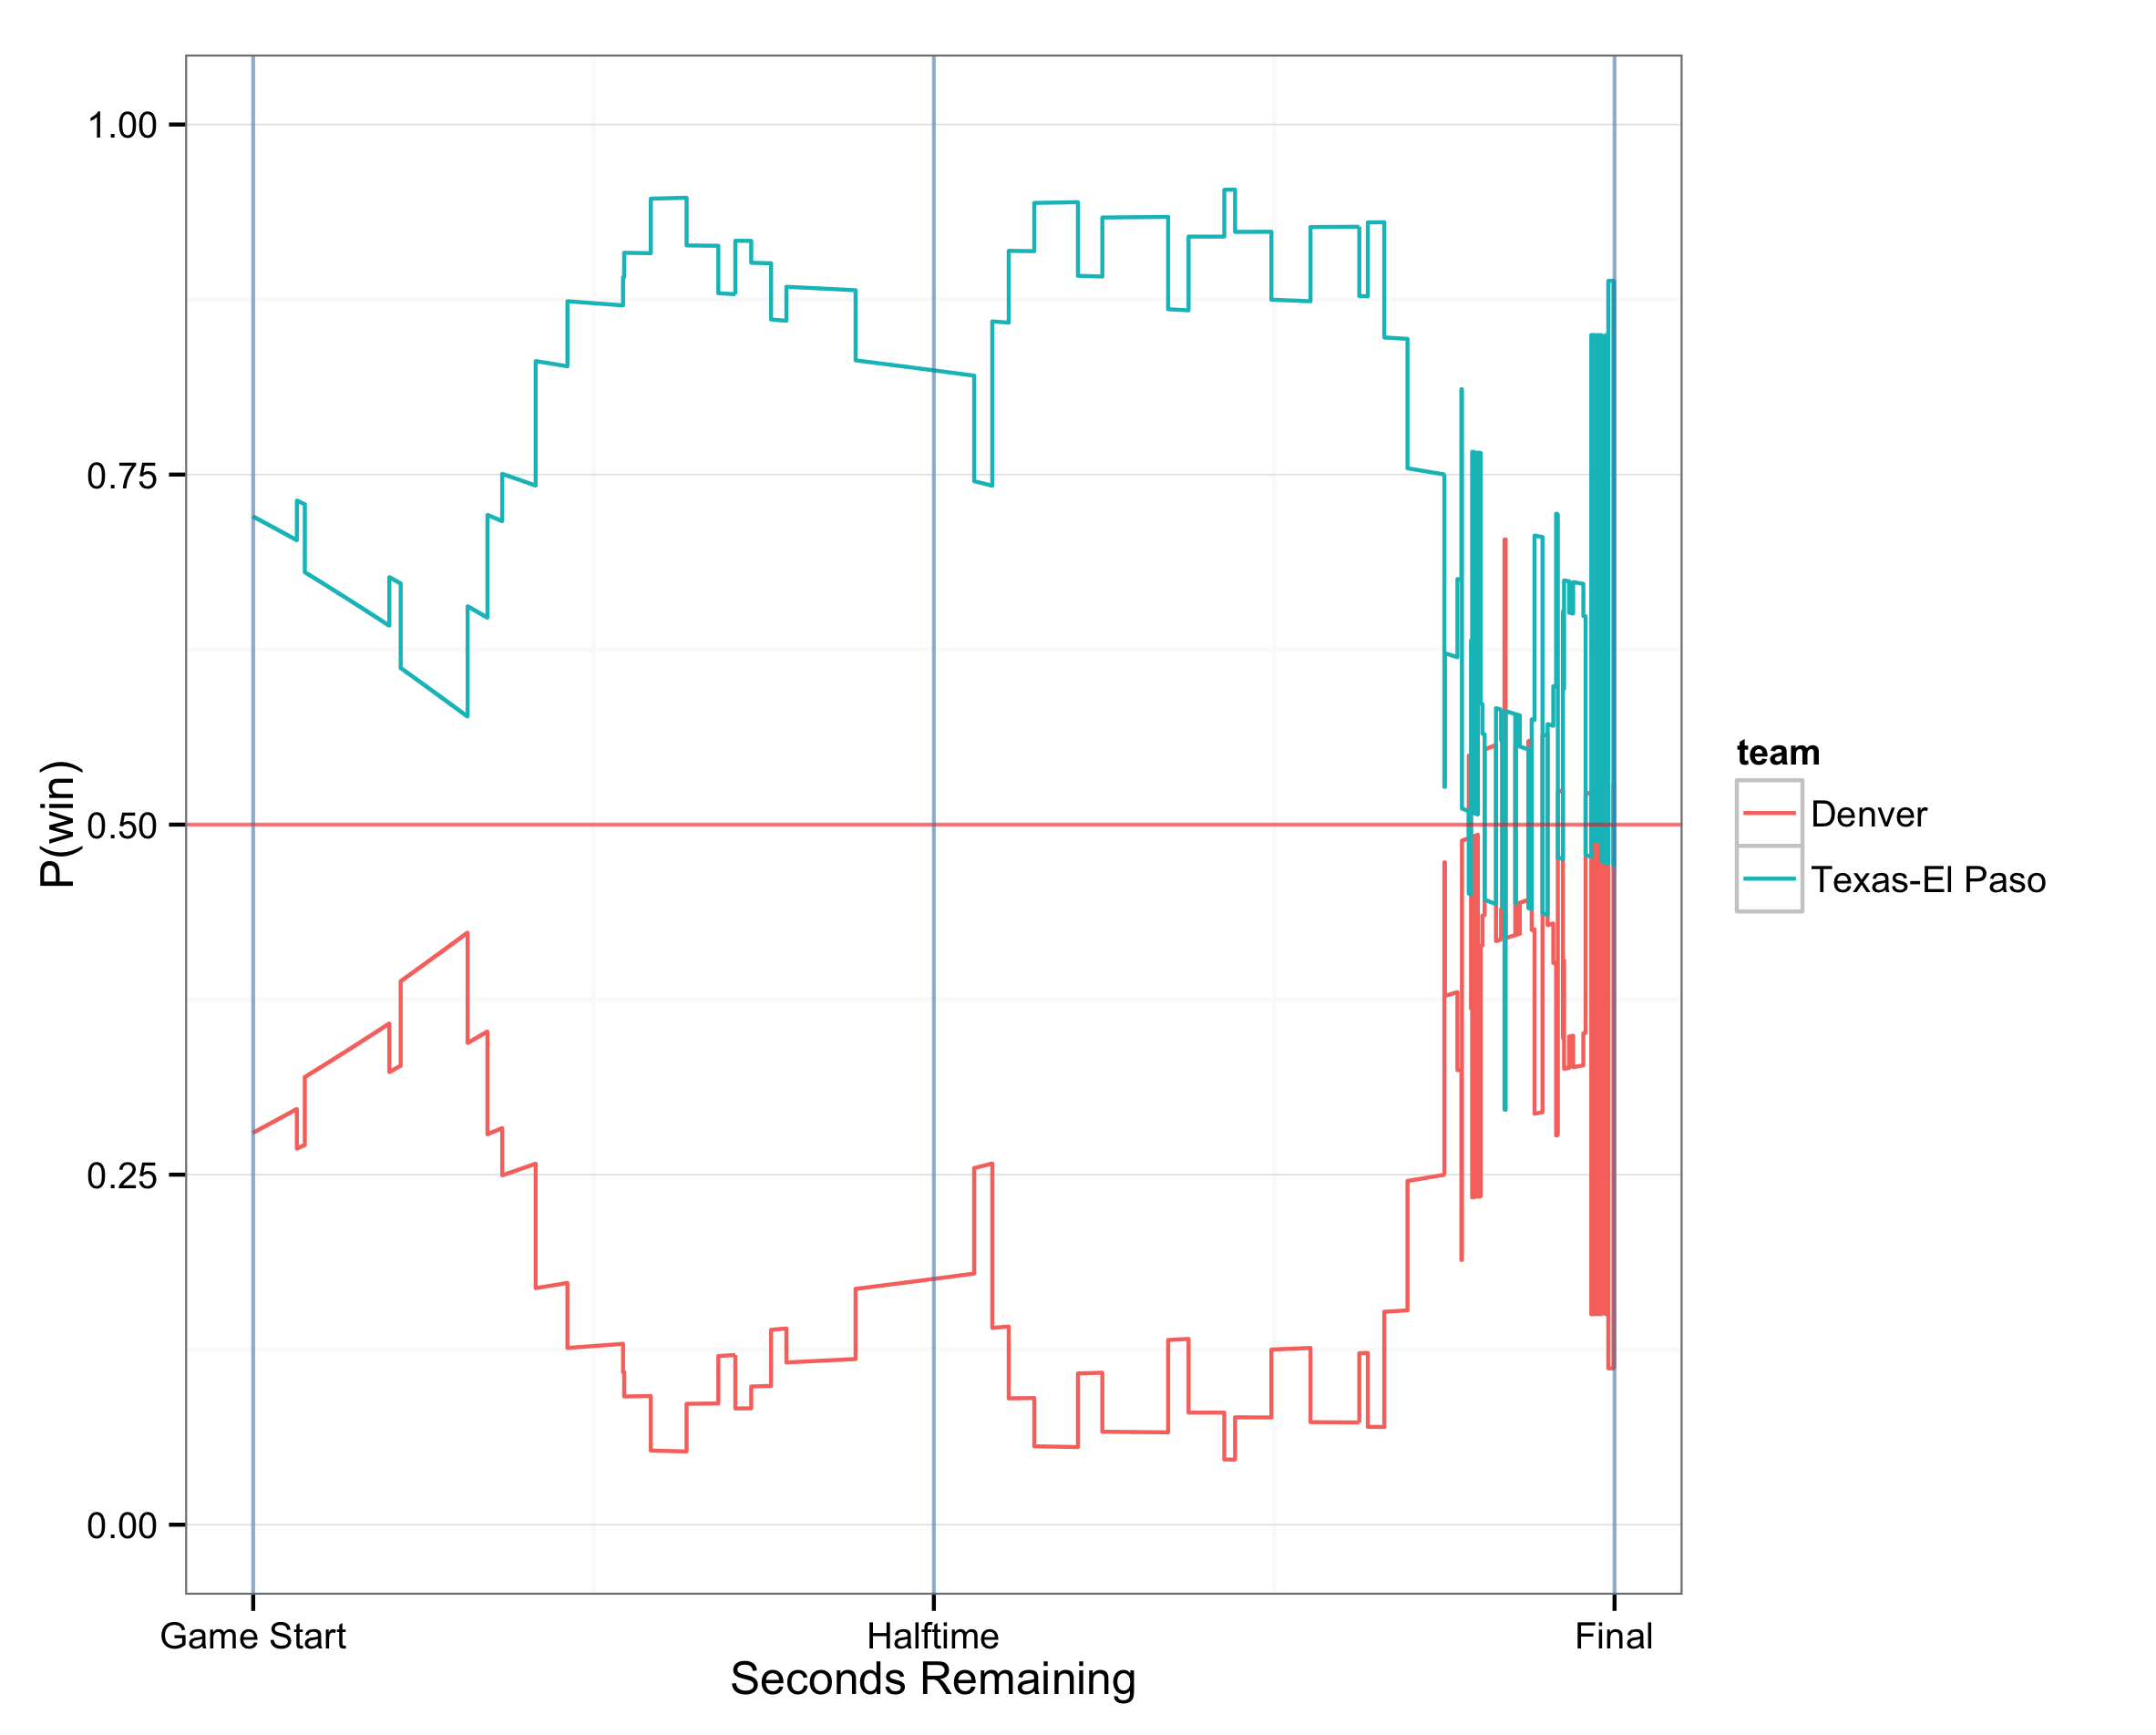 1.00
0.75
0.50
0.25
0.00
P(win)
Game Start
Halftime
Final
Seconds Remaining
team
Denver
Texas-El Paso